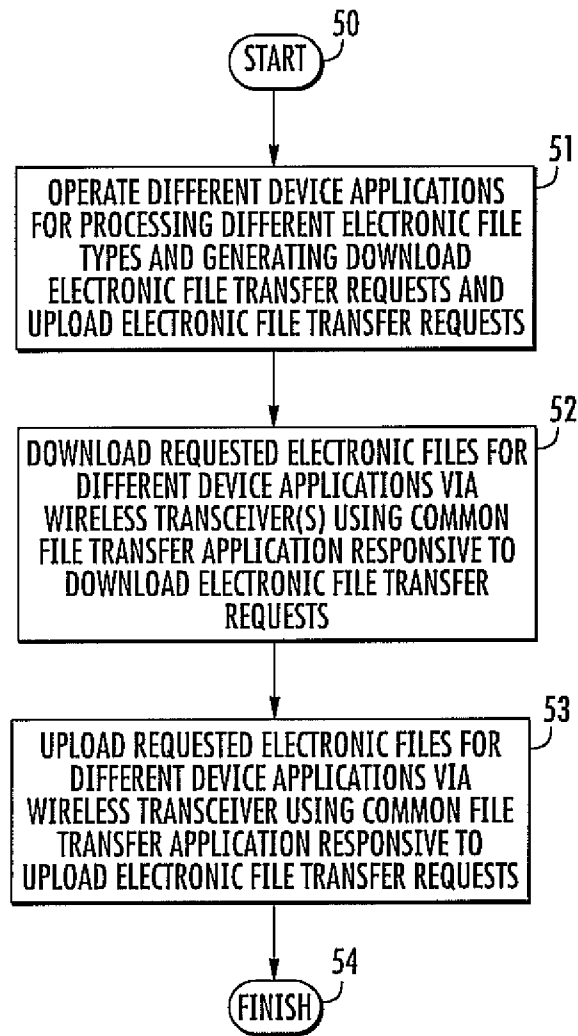 50
START
51
OPERATE DIFFERENT DEVICE APPLICATIONS
FOR PROCESSING DIFFERENT ELECTRONIC FILE
TYPES AND GENERATING DOWNLOAD
ELECTRONIC FILE TRANSFER REQUESTS AND
UPLOAD ELECTRONIC FILE TRANSFER REQUESTS
52
DOWNLOAD REQUESTED ELECTRONIC FILES FOR
DIFFERENT DEVICE APPLICATIONS VIA
WIRELESS TRANSCEIVER(S) USING COMMON
FILE TRANSFER APPLICATION RESPONSIVE TO
DOWNLOAD ELECTRONIC FILE TRANSFER
REQUESTS
53
UPLOAD REQUESTED ELECTRONIC FILES FOR
DIFFERENT DEVICE APPLICATIONS VIA
WIRELESS TRANSCEIVER USING COMMON FILE
TRANSFER APPLICATION RESPONSIVE TO
UPLOAD ELECTRONIC FILE TRANSFER REQUESTS
54
FINISH